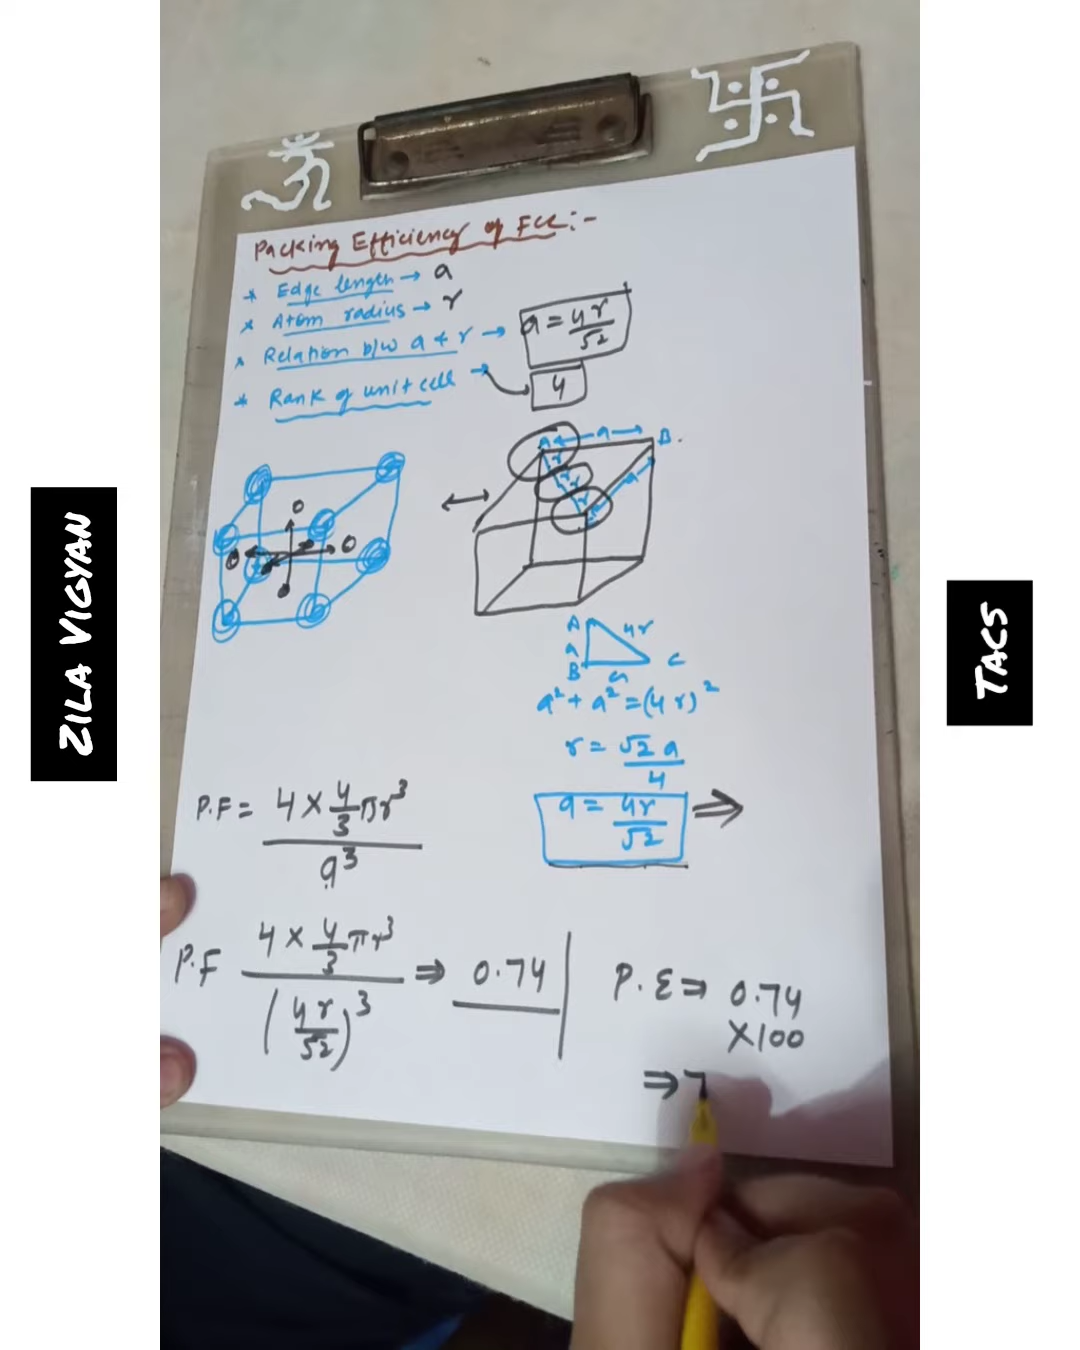 ॐ 卐
Packing Efficiency of FCC:-
* Edge length → a
* Atom radius → r
* Relation b/w a & r → a = 4r/√2
* Rank of unit cell → 4
A a B.
r
r
r
a
A
4r
a
B a C
a² + a² = (4r)²
r = √2 a/4
a = 4r/√2 ⇒
P.F = 4 × 4/3 πr³ / a³
P.F 4 × 4/3 πr³ / (4r/√2)³ ⇒ 0.74
P.E ⇒ 0.74
×100
⇒ 7
ZILA VIGYAN
TACS